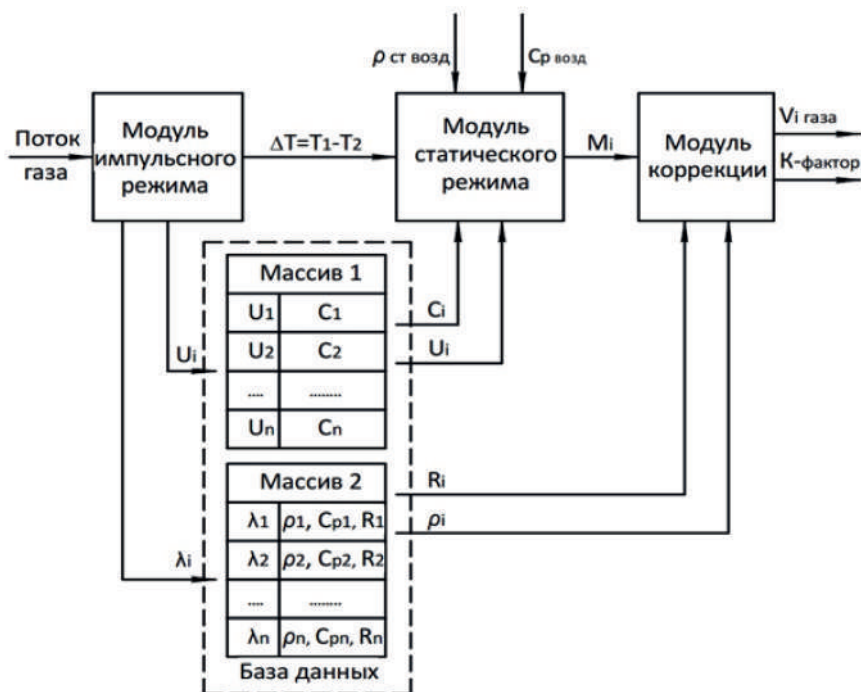 ρ ст возд
Cp возд
Поток
газа
Модуль
импульсного
режима
ΔT=T1-T2
Модуль
статического
режима
Mi
Модуль
коррекции
Vi газа
К-фактор
Массив 1
U1 C1
U2 C2
.... ........
Un Cn
Ui
Ci
Ui
Массив 2
λ1 ρ1, Cp1, R1
λ2 ρ2, Cp2, R2
.... ........
λn ρn, Cpn, Rn
λi
Ri
ρi
База данных